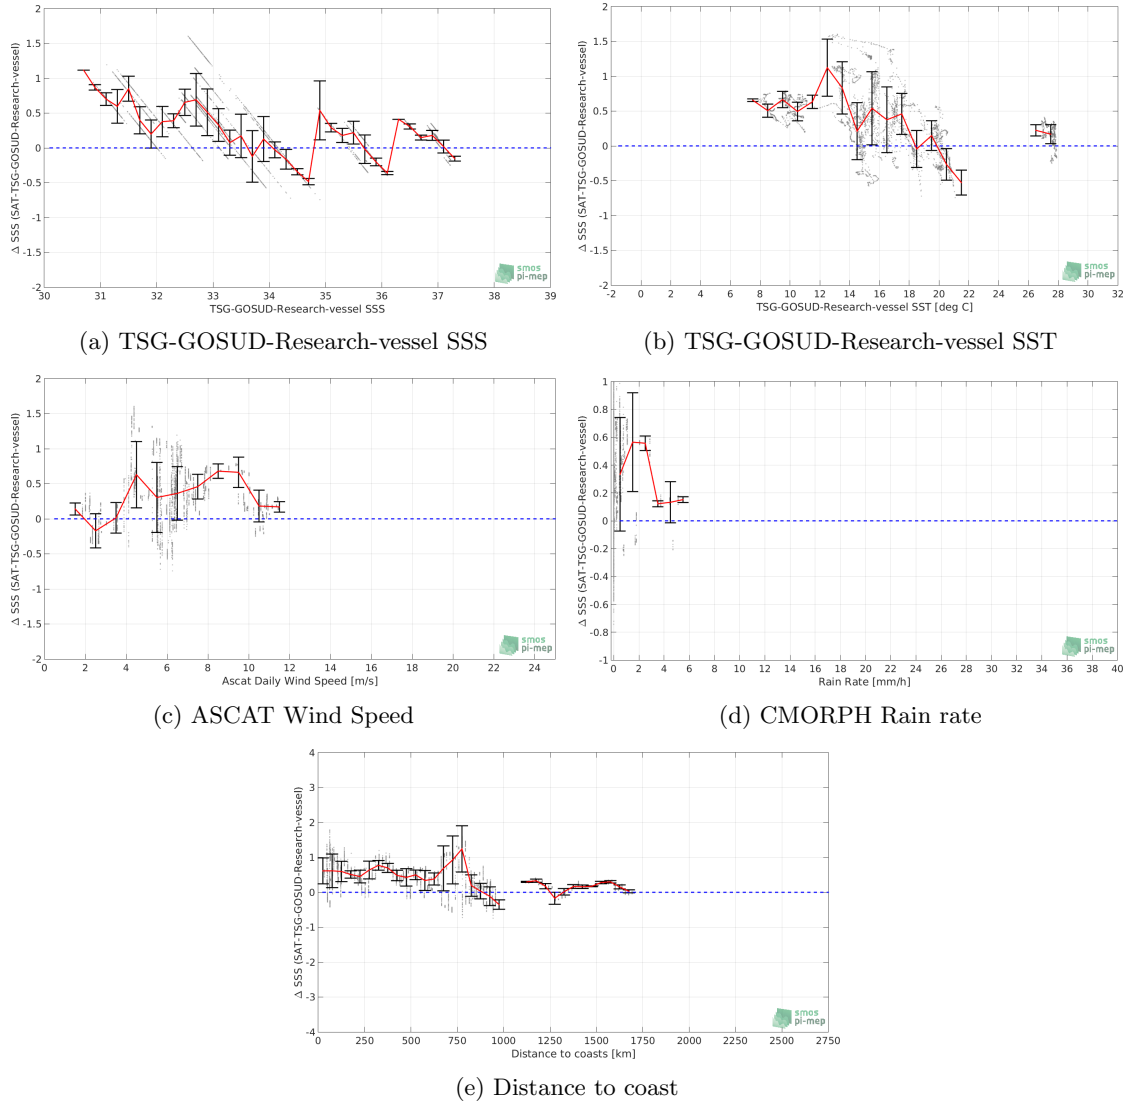 2
1.5
1
0.5
0
-0.5
-1
-1.5
-2
Δ SSS (SAT-TSG-GOSUD-Research-vessel)
30 31 32 33 34 35 36 37 38 39
TSG-GOSUD-Research-vessel SSS
smos
pi-mep
(a) TSG-GOSUD-Research-vessel SSS
2
1.5
1
0.5
0
-0.5
-1
-1.5
-2
Δ SSS (SAT-TSG-GOSUD-Research-vessel)
-2 0 2 4 6 8 10 12 14 16 18 20 22 24 26 28 30 32
TSG-GOSUD-Research-vessel SST [deg C]
smos
pi-mep
(b) TSG-GOSUD-Research-vessel SST
2
1.5
1
0.5
0
-0.5
-1
-1.5
-2
Δ SSS (SAT-TSG-GOSUD-Research-vessel)
0 2 4 6 8 10 12 14 16 18 20 22 24
Ascat Daily Wind Speed [m/s]
smos
pi-mep
(c) ASCAT Wind Speed
1
0.8
0.6
0.4
0.2
0
-0.2
-0.4
-0.6
-0.8
-1
Δ SSS (SAT-TSG-GOSUD-Research-vessel)
0 2 4 6 8 10 12 14 16 18 20 22 24 26 28 30 32 34 36 38 40
Rain Rate [mm/h]
smos
pi-mep
(d) CMORPH Rain rate
4
3
2
1
0
-1
-2
-3
-4
Δ SSS (SAT-TSG-GOSUD-Research-vessel)
0 250 500 750 1000 1250 1500 1750 2000 2250 2500 2750
Distance to coasts [km]
smos
pi-mep
(e) Distance to coast